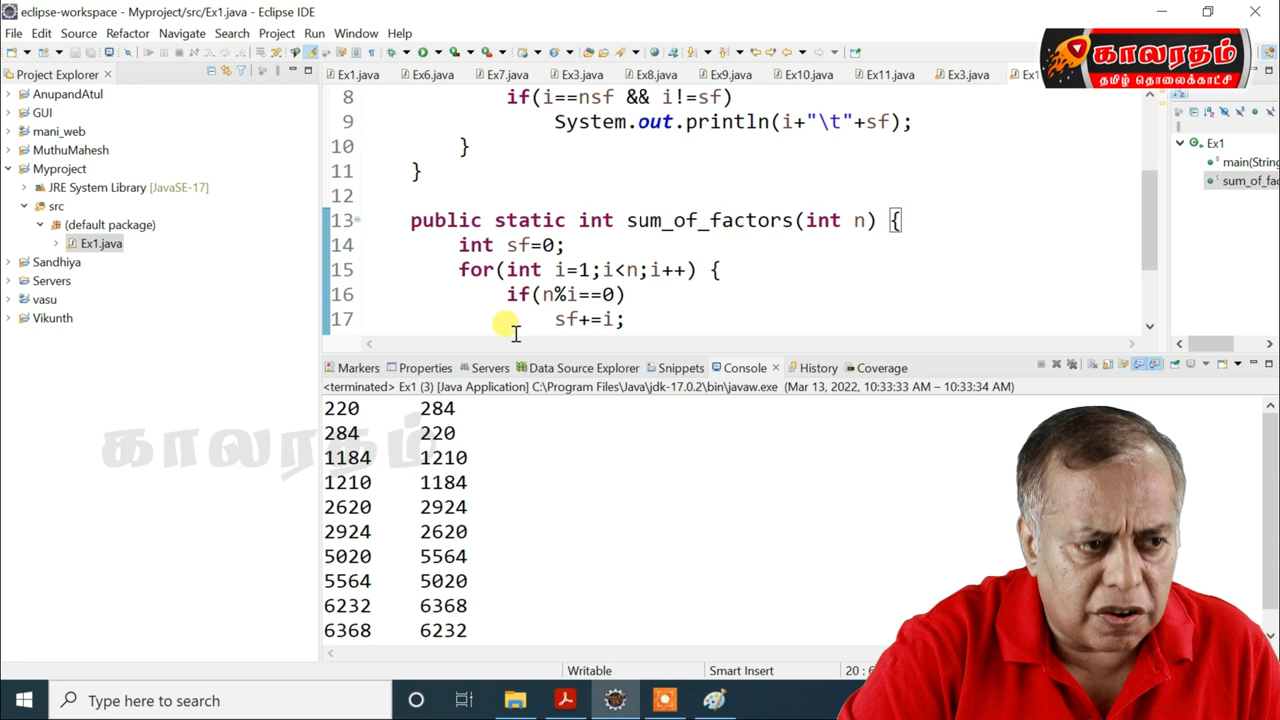 eclipse-workspace - Myproject/src/Ex1.java - Eclipse IDE
File Edit Source Refactor Navigate Search Project Run Window Help
காலரதம்
தமிழ் தொலைக்காட்சி
Project Explorer
Ex1.java Ex6.java Ex7.java Ex3.java Ex8.java Ex9.java Ex10.java Ex11.java Ex3.java
AnupandAtul
GUI
mani_web
MuthuMahesh
Myproject
JRE System Library [JavaSE-17]
src
(default package)
Ex1.java
Sandhiya
Servers
vasu
Vikunth
8 if(i==nsf && i!=sf)
9 System.out.println(i+"\t"+sf);
10 }
11 }
12
13 public static int sum_of_factors(int n) {
14 int sf=0;
15 for(int i=1;i<n;i++) {
16 if(n%i==0)
17 sf+=i;
Ex1
main(String
sum_of_fac
Markers Properties Servers Data Source Explorer Snippets Console History Coverage
<terminated> Ex1 (3) [Java Application] C:\Program Files\Java\jdk-17.0.2\bin\javaw.exe (Mar 13, 2022, 10:33:33 AM – 10:33:34 AM)
220 284
284 220
1184 1210
1210 1184
2620 2924
2924 2620
5020 5564
5564 5020
6232 6368
6368 6232
காலரதம்
Writable Smart Insert
Type here to search